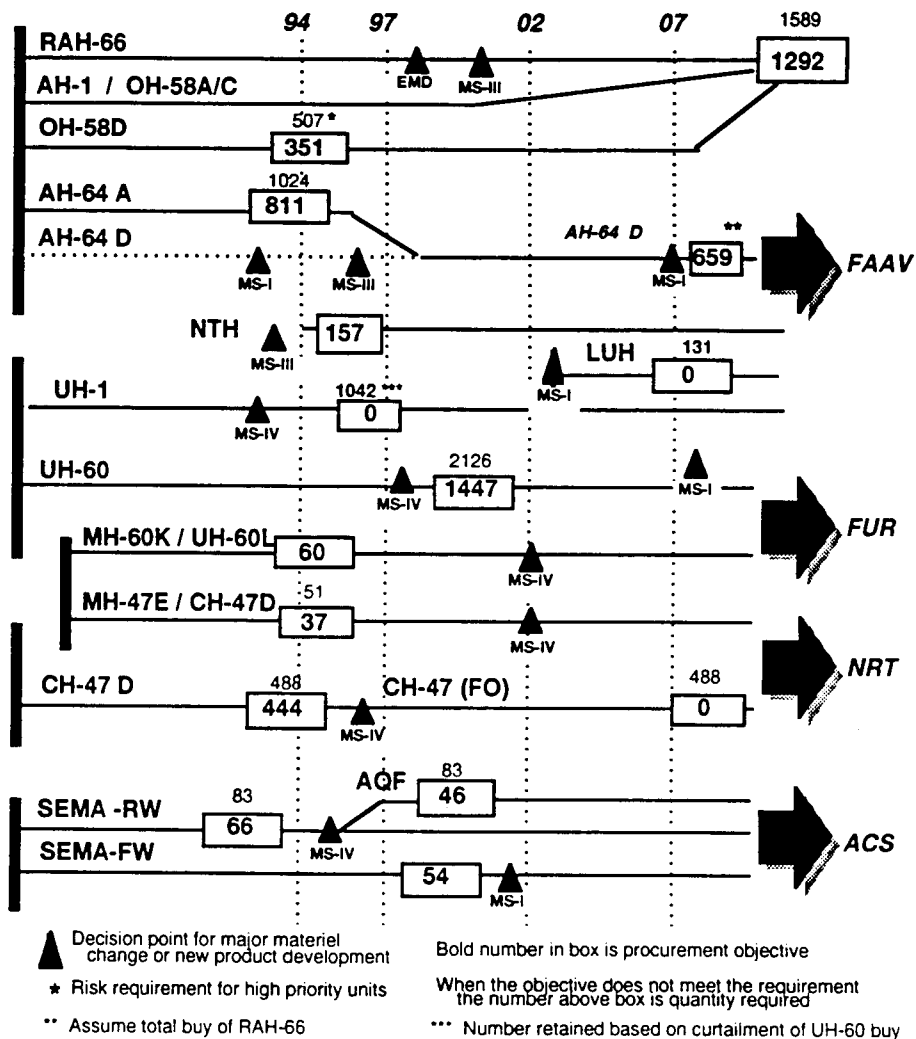 94 97 02 07
1589
RAH-66
1292
EMD MS-III
AH-1 / OH-58A/C
507 *
OH-58D
351
1024
AH-64 A
811
AH-64 D
AH-64 D
**
659
MS-I MS-III MS-I
FAAV
NTH
157
MS-III
LUH
131
0
MS-I
UH-1
1042 ***
0
MS-IV
UH-60
2126
1447
MS-IV
MS-I
FUR
MH-60K / UH-60L
60
MS-IV
51
MH-47E / CH-47D
37
MS-IV
NRT
CH-47 D
488
444
CH-47 (FO)
MS-IV
488
0
AQF
83
46
83
SEMA -RW
66
MS-IV
ACS
SEMA-FW
54
MS-I
Decision point for major materiel
change or new product development
* Risk requirement for high priority units
** Assume total buy of RAH-66
Bold number in box is procurement objective
When the objective does not meet the requirement
the number above box is quantity required
*** Number retained based on curtailment of UH-60 buy